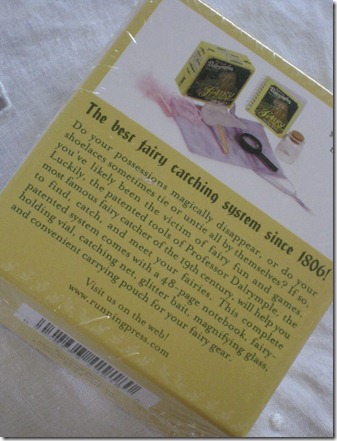 Fairy
Fairy
The best fairy catching system since 1806!
Do your possessions magically disappear, or do your
shoelaces sometimes tie or untie all by themselves? If so,
you've likely been the victim of fairy fun and games.
Luckily, the patented tools of Professor Dalrymple, the
most famous fairy catcher of the 19th century, will help you
to find, catch, and meet your fairies. This complete
patented system comes with a 48-page notebook, fairy-
holding vial, catching net, glitter bait, magnifying glass,
and convenient carrying pouch for your fairy gear.
Visit us on the web!
www.runningpress.com